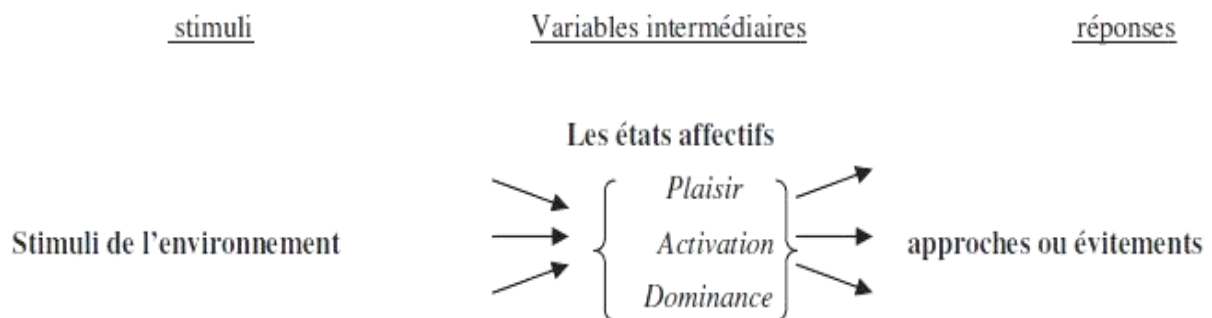 stimuli Variables intermédiaires réponses
Les états affectifs
Plaisir
Stimuli de l'environnement Activation approches ou évitements
Dominance